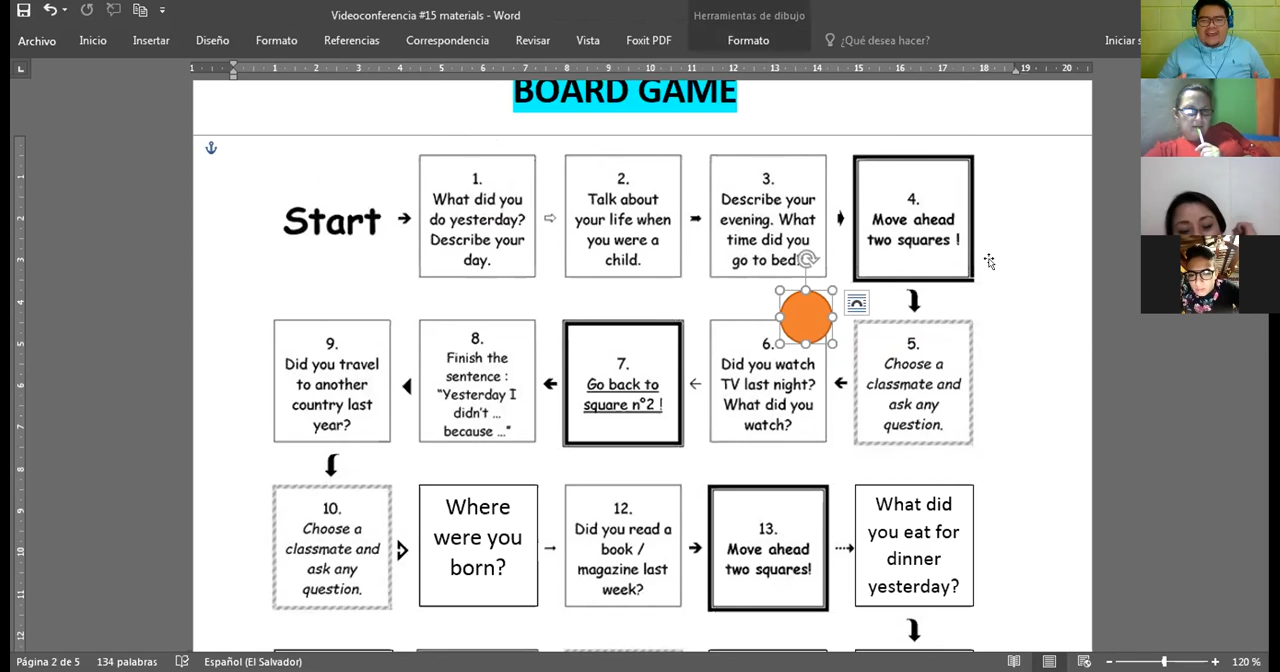 Videoconferencia #15 materials - Word
Herramientas de dibujo
Archivo
Inicio
Insertar
Diseño
Formato
Referencias
Correspondencia
Revisar
Vista
Foxit PDF
Formato
¿Qué desea hacer?
Iniciar s
BOARD GAME
Start
1.
What did you
do yesterday?
Describe your
day.
2.
Talk about
your life when
you were a
child.
3.
Describe your
evening. What
time did you
go to bed
4.
Move ahead
two squares !
9.
Did you travel
to another
country last
year?
8.
Finish the
sentence :
"Yesterday I
didn't ...
because ..."
7.
Go back to
square n°2 !
6.
Did you watch
TV last night?
What did you
watch?
5.
Choose a
classmate and
ask any
question.
10.
Choose a
classmate and
ask any
question.
Where
were you
born?
12.
Did you read a
book /
magazine last
week?
13.
Move ahead
two squares!
What did
you eat for
dinner
yesterday?
Página 2 de 5
134 palabras
Español (El Salvador)
120 %